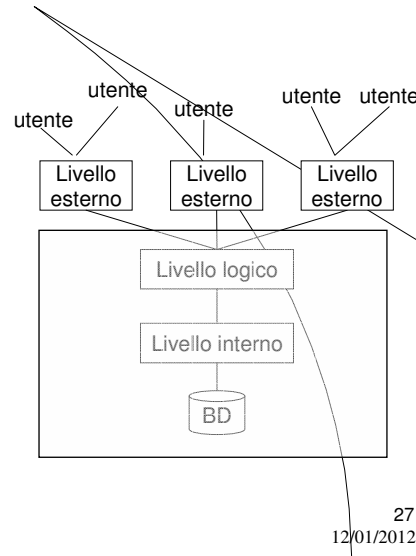 utente utente utente utente utente
Livello esterno
Livello esterno
Livello esterno
Livello logico
Livello interno
BD
27
12/01/2012